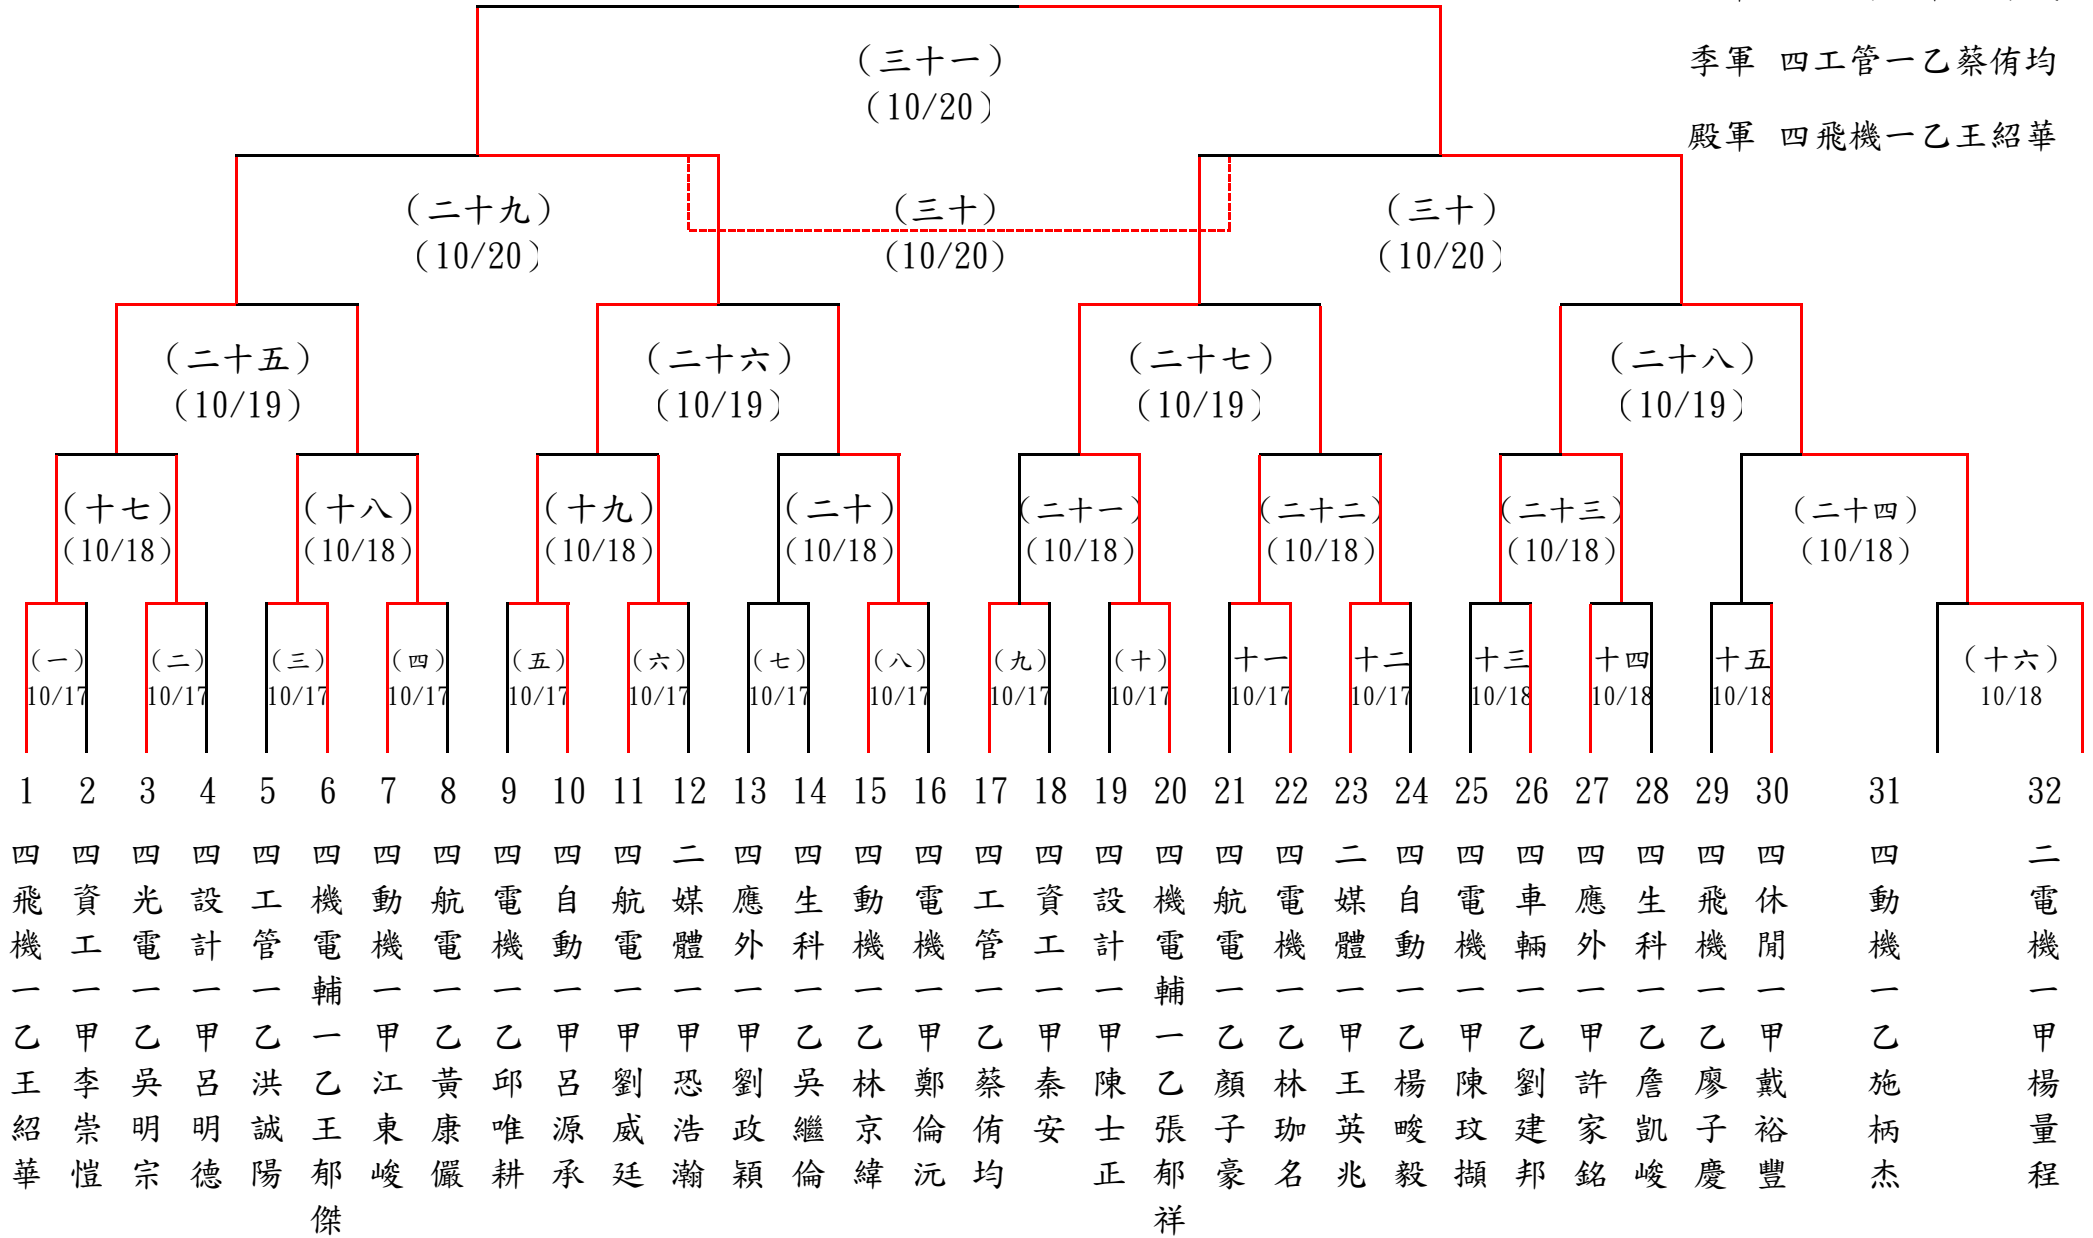 (三十一)
(10/20)
季軍 四工管一乙蔡侑均
殿軍 四飛機一乙王紹華
(二十九)
(10/20)
(三十)
(10/20)
(三十)
(10/20)
(二十五)
(10/19)
(二十六)
(10/19)
(二十七)
(10/19)
(二十八)
(10/19)
(十七)
(10/18)
(十八)
(10/18)
(十九)
(10/18)
(二十)
(10/18)
(二十一)
(10/18)
(二十二)
(10/18)
(二十三)
(10/18)
(二十四)
(10/18)
(一)
10/17
(二)
10/17
(三)
10/17
(四)
10/17
(五)
10/17
(六)
10/17
(七)
10/17
(八)
10/17
(九)
10/17
(十)
10/17
十一
10/17
十二
10/17
十三
10/18
十四
10/18
十五
10/18
(十六)
10/18
1 四飛機一乙王紹華
2 四資工一甲李崇愷
3 四光電一乙吳明宗
4 四設計一甲呂明德
5 四工管一乙洪誠陽
6 四機電輔一乙王郁傑
7 四動機一甲江東峻
8 四航電一乙黃康儼
9 四電機一乙邱唯耕
10 四自動一甲呂源承
11 四航電一甲劉威廷
12 二媒體一甲恐浩瀚
13 四應外一甲劉政穎
14 四生科一乙吳繼倫
15 四動機一乙林京緯
16 四電機一甲鄭倫沅
17 四工管一乙蔡侑均
18 四資工一甲秦安
19 四設計一甲陳士正
20 四機電輔一乙張郁祥
21 四航電一乙顏子豪
22 四電機一乙林珈名
23 二媒體一甲王英兆
24 四自動一乙楊畯毅
25 四電機一甲陳玟擷
26 四車輛一乙劉建邦
27 四應外一甲許家銘
28 四生科一乙詹凱峻
29 四飛機一乙廖子慶
30 四休閒一甲戴裕豐
31 四動機一乙施柄杰
32 二電機一甲楊量程